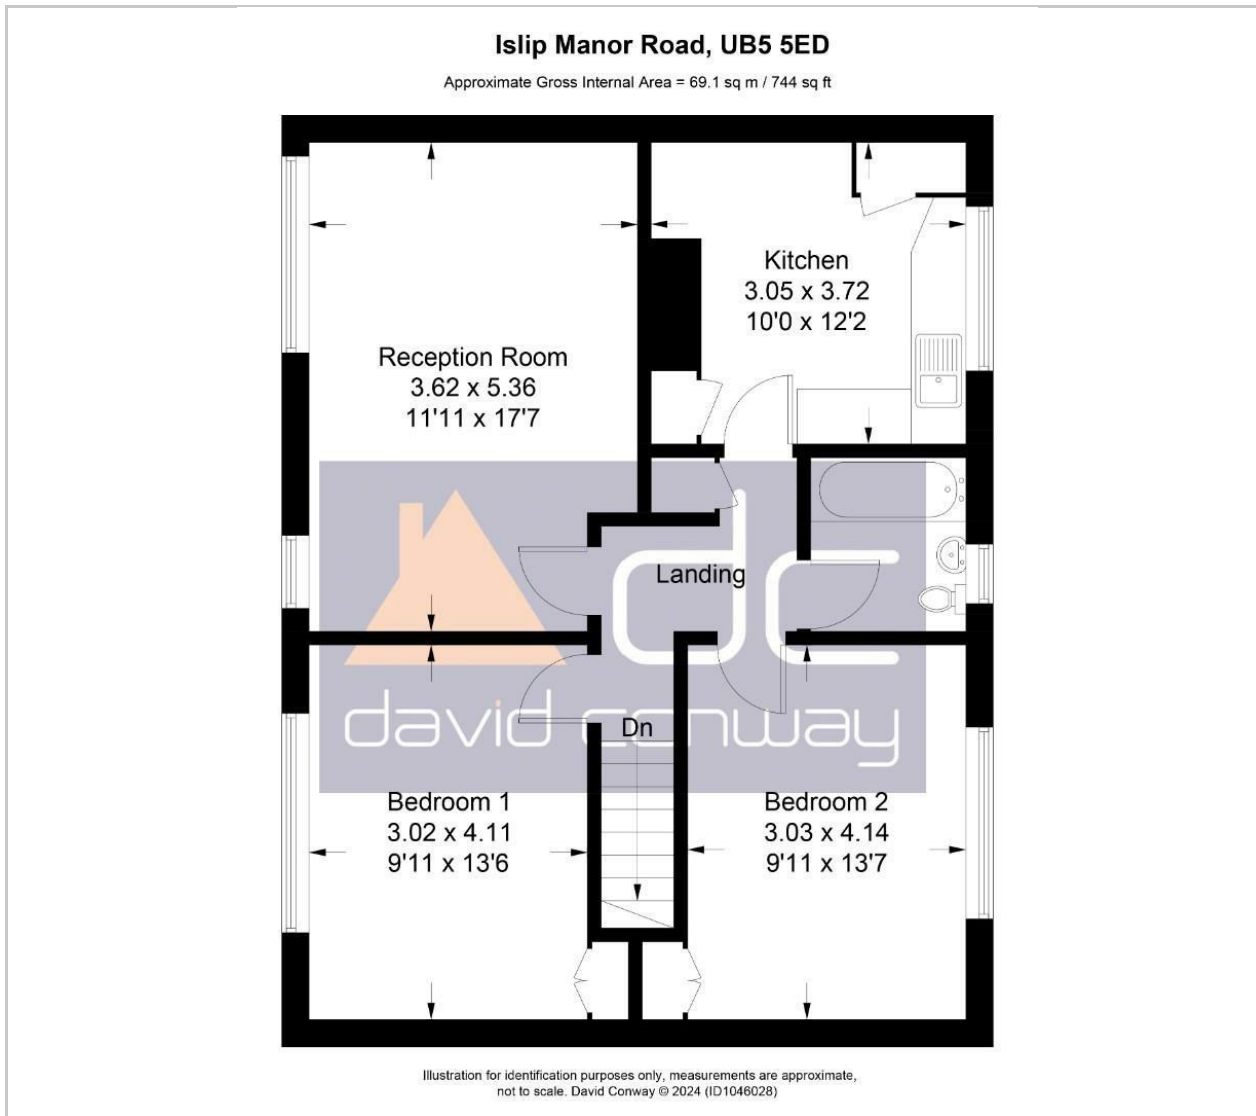 Islip Manor Road, UB5 5ED
Approximate Gross Internal Area = 69.1 sq m / 744 sq ft
Kitchen
3.05 x 3.72
10'0 x 12'2
Reception Room
3.62 x 5.36
11'11 x 17'7
dc
Landing
david conway
Dn
Bedroom 1
3.02 x 4.11
9'11 x 13'6
Bedroom 2
3.03 x 4.14
9'11 x 13'7
Illustration for identification purposes only, measurements are approximate,
not to scale. David Conway © 2024 (ID1046028)